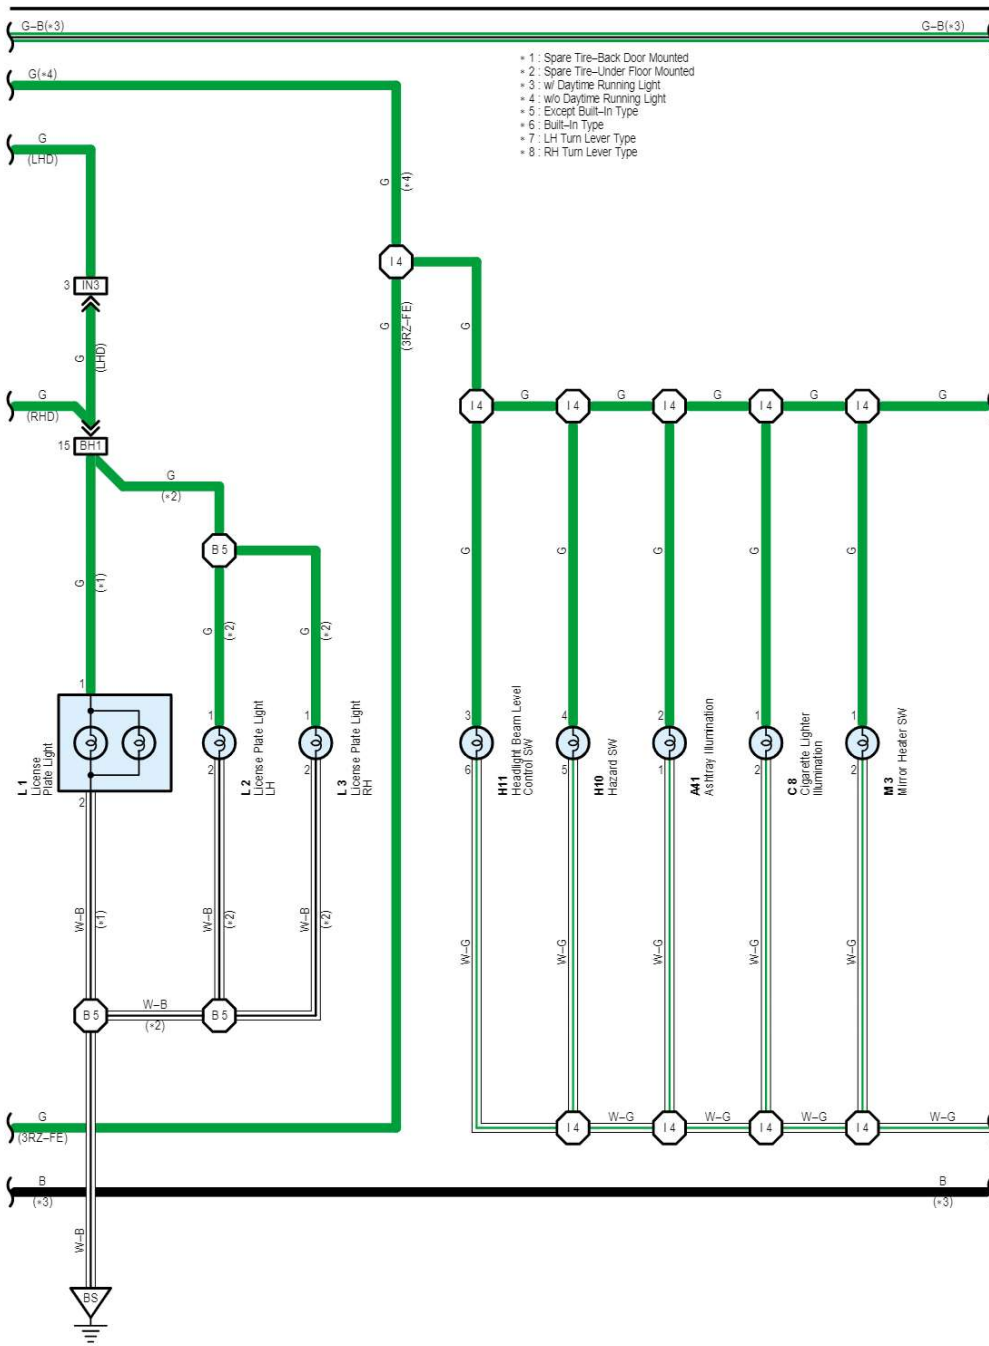 G–B(*3)
G–B(*3)
* 1 : Spare Tire–Back Door Mounted
* 2 : Spare Tire–Under Floor Mounted
* 3 : w/ Daytime Running Light
* 4 : w/o Daytime Running Light
* 5 : Except Built–In Type
* 6 : Built–In Type
* 7 : LH Turn Lever Type
* 8 : RH Turn Lever Type
G(*4)
G
(LHD)
G
(*4)
I 4
3
IN3
G
(3RZ–FE)
G
G
(LHD)
G
(RHD)
15
BH1
I 4
G
I 4
G
I 4
G
I 4
G
I 4
G
G
(*2)
B 5
G
(*1)
G
(*2)
G
(*2)
G
G
G
G
G
1
2
L 1
License
Plate Light
1
2
L 2
License Plate Light
LH
1
2
L 3
License Plate Light
RH
3
6
H11
Headlight Beam Level
Control SW
4
5
H10
Hazard SW
2
1
A41
Ashtray Illumination
1
2
C 8
Cigarette Lighter
Illumination
1
2
M 3
Mirror Heater SW
W–B
(*1)
W–B
(*2)
W–B
(*2)
W–G
W–G
W–G
W–G
W–G
B 5
W–B
(*2)
B 5
G
(3RZ–FE)
I 4
W–G
I 4
W–G
I 4
W–G
I 4
W–G
B
(*3)
B
(*3)
W–B
BS